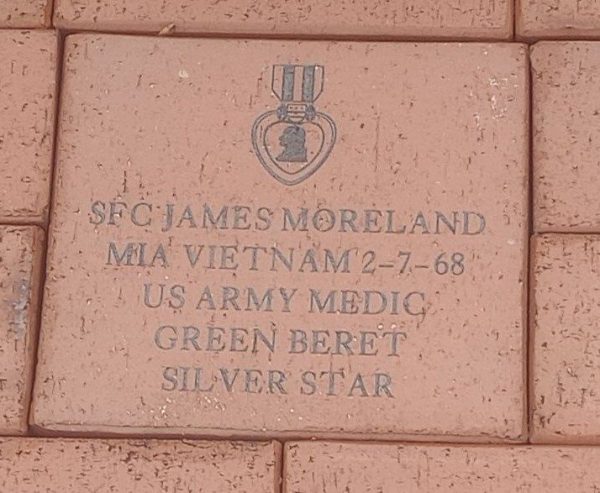 SFC JAMES MORELAND
MIA VIETNAM 2-7-68
US ARMY MEDIC
GREEN BERET
SILVER STAR